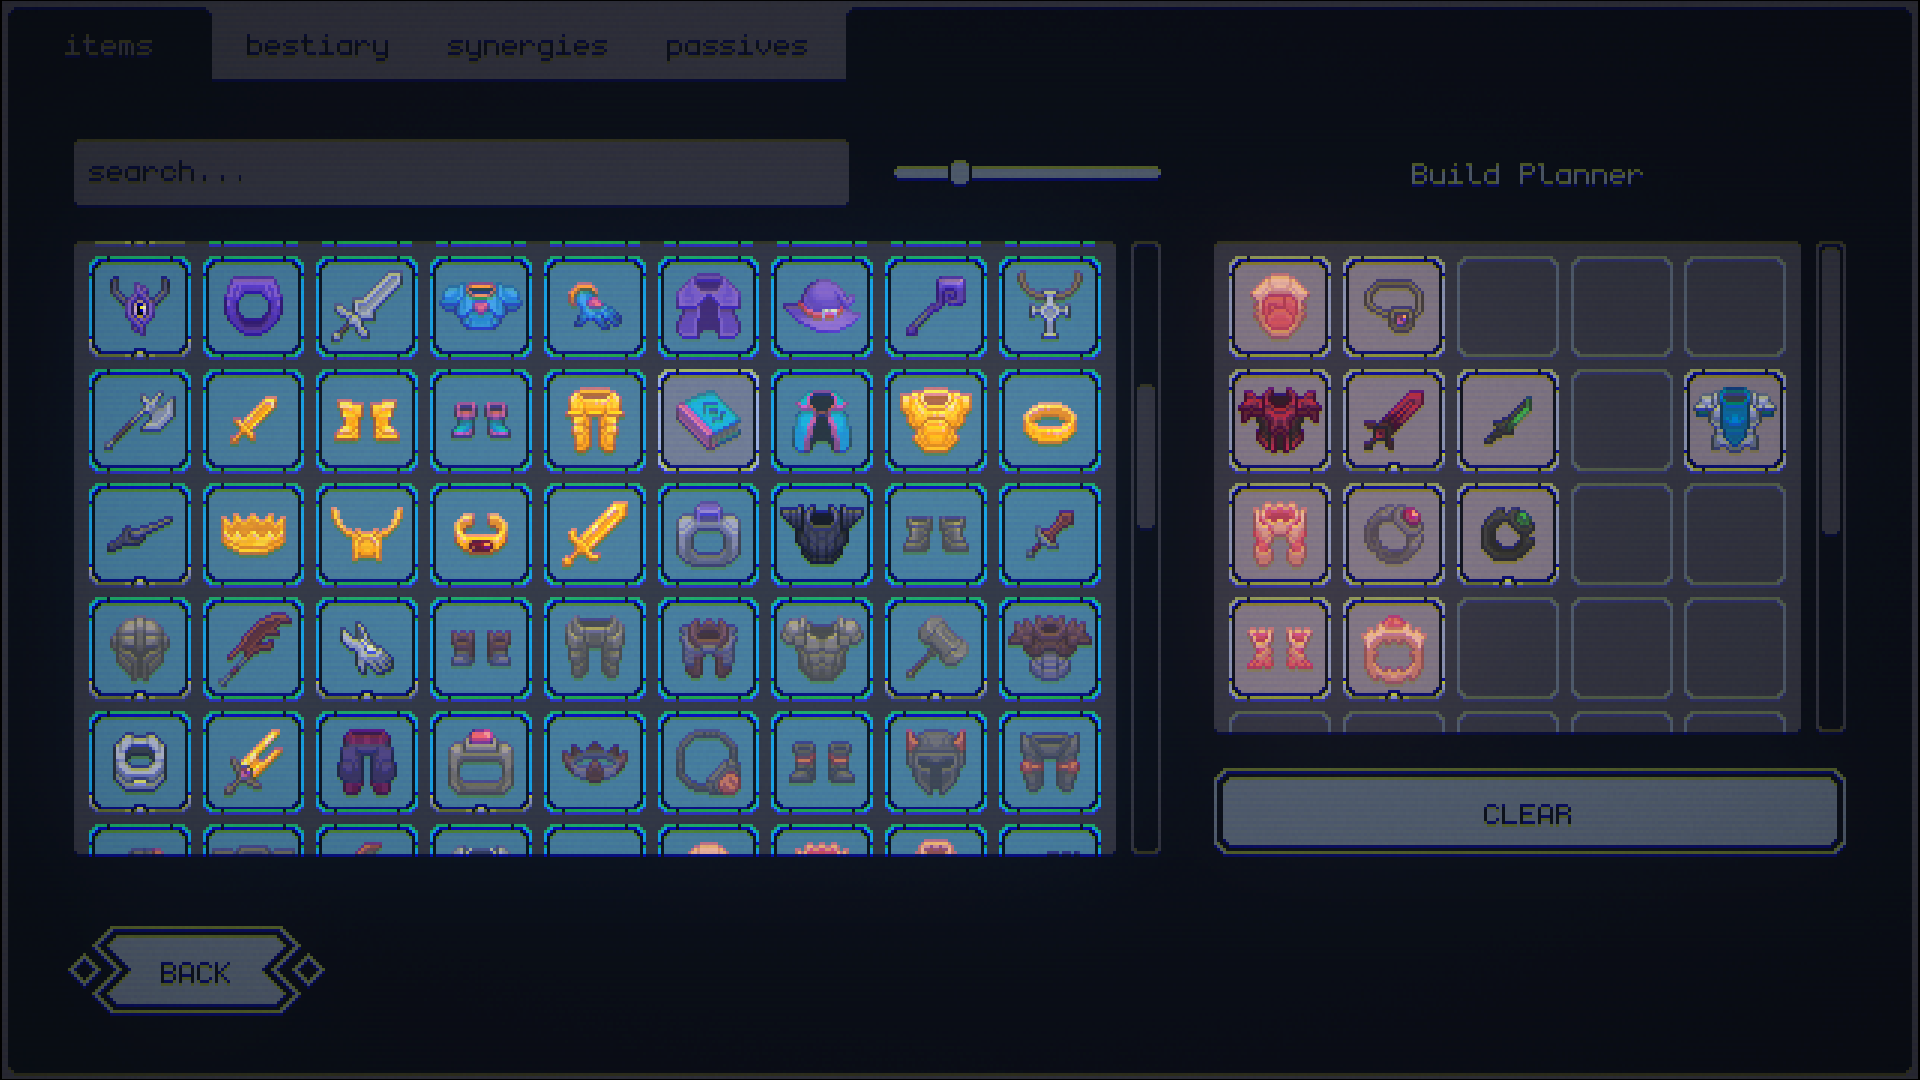 items bestiary synergies passives
search...
Build Planner
CLEAR
BACK